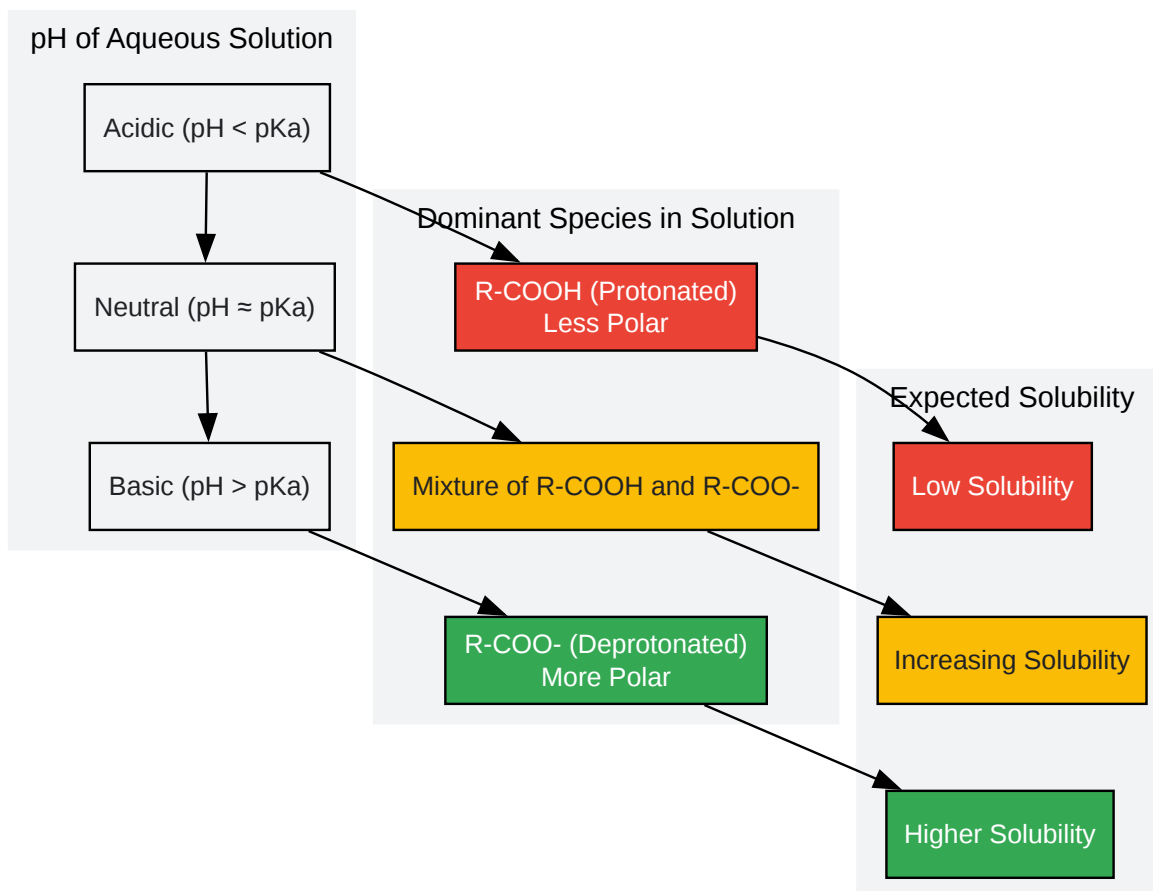 pH of Aqueous Solution
Acidic (pH < pKa)
Neutral (pH ≈ pKa)
Basic (pH > pKa)
Dominant Species in Solution
R-COOH (Protonated)
Less Polar
Mixture of R-COOH and R-COO-
R-COO- (Deprotonated)
More Polar
Expected Solubility
Low Solubility
Increasing Solubility
Higher Solubility